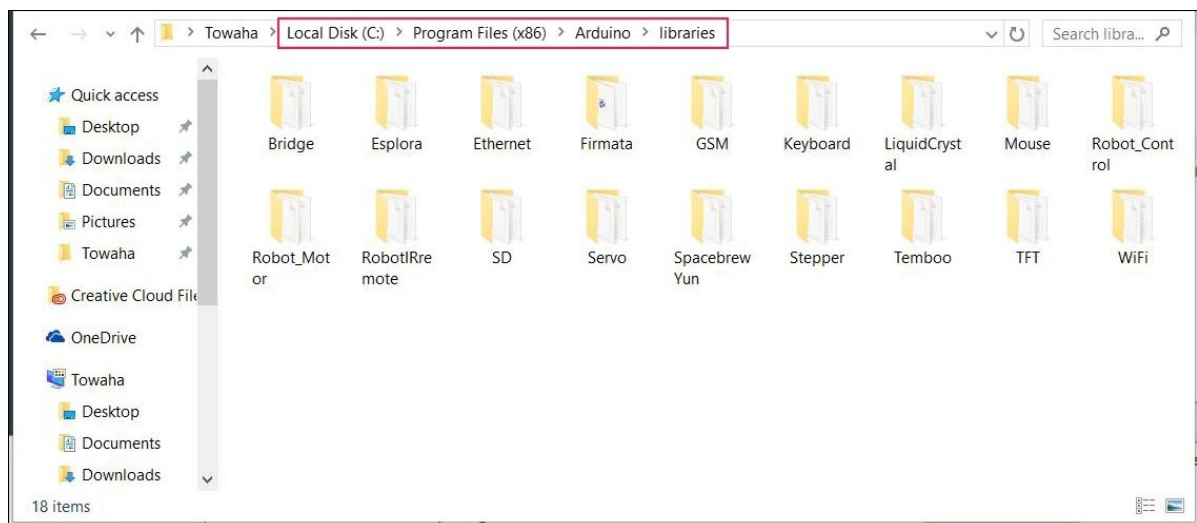 Towaha > Local Disk (C:) > Program Files (x86) > Arduino > libraries
Search libra...
Quick access
Desktop
Downloads
Documents
Pictures
Towaha
Creative Cloud File
OneDrive
Towaha
Desktop
Documents
Downloads
Bridge
Esplora
Ethernet
Firmata
GSM
Keyboard
LiquidCryst
al
Mouse
Robot_Cont
rol
Robot_Mot
or
RobotIRre
mote
SD
Servo
Spacebrew
Yun
Stepper
Temboo
TFT
WiFi
18 items